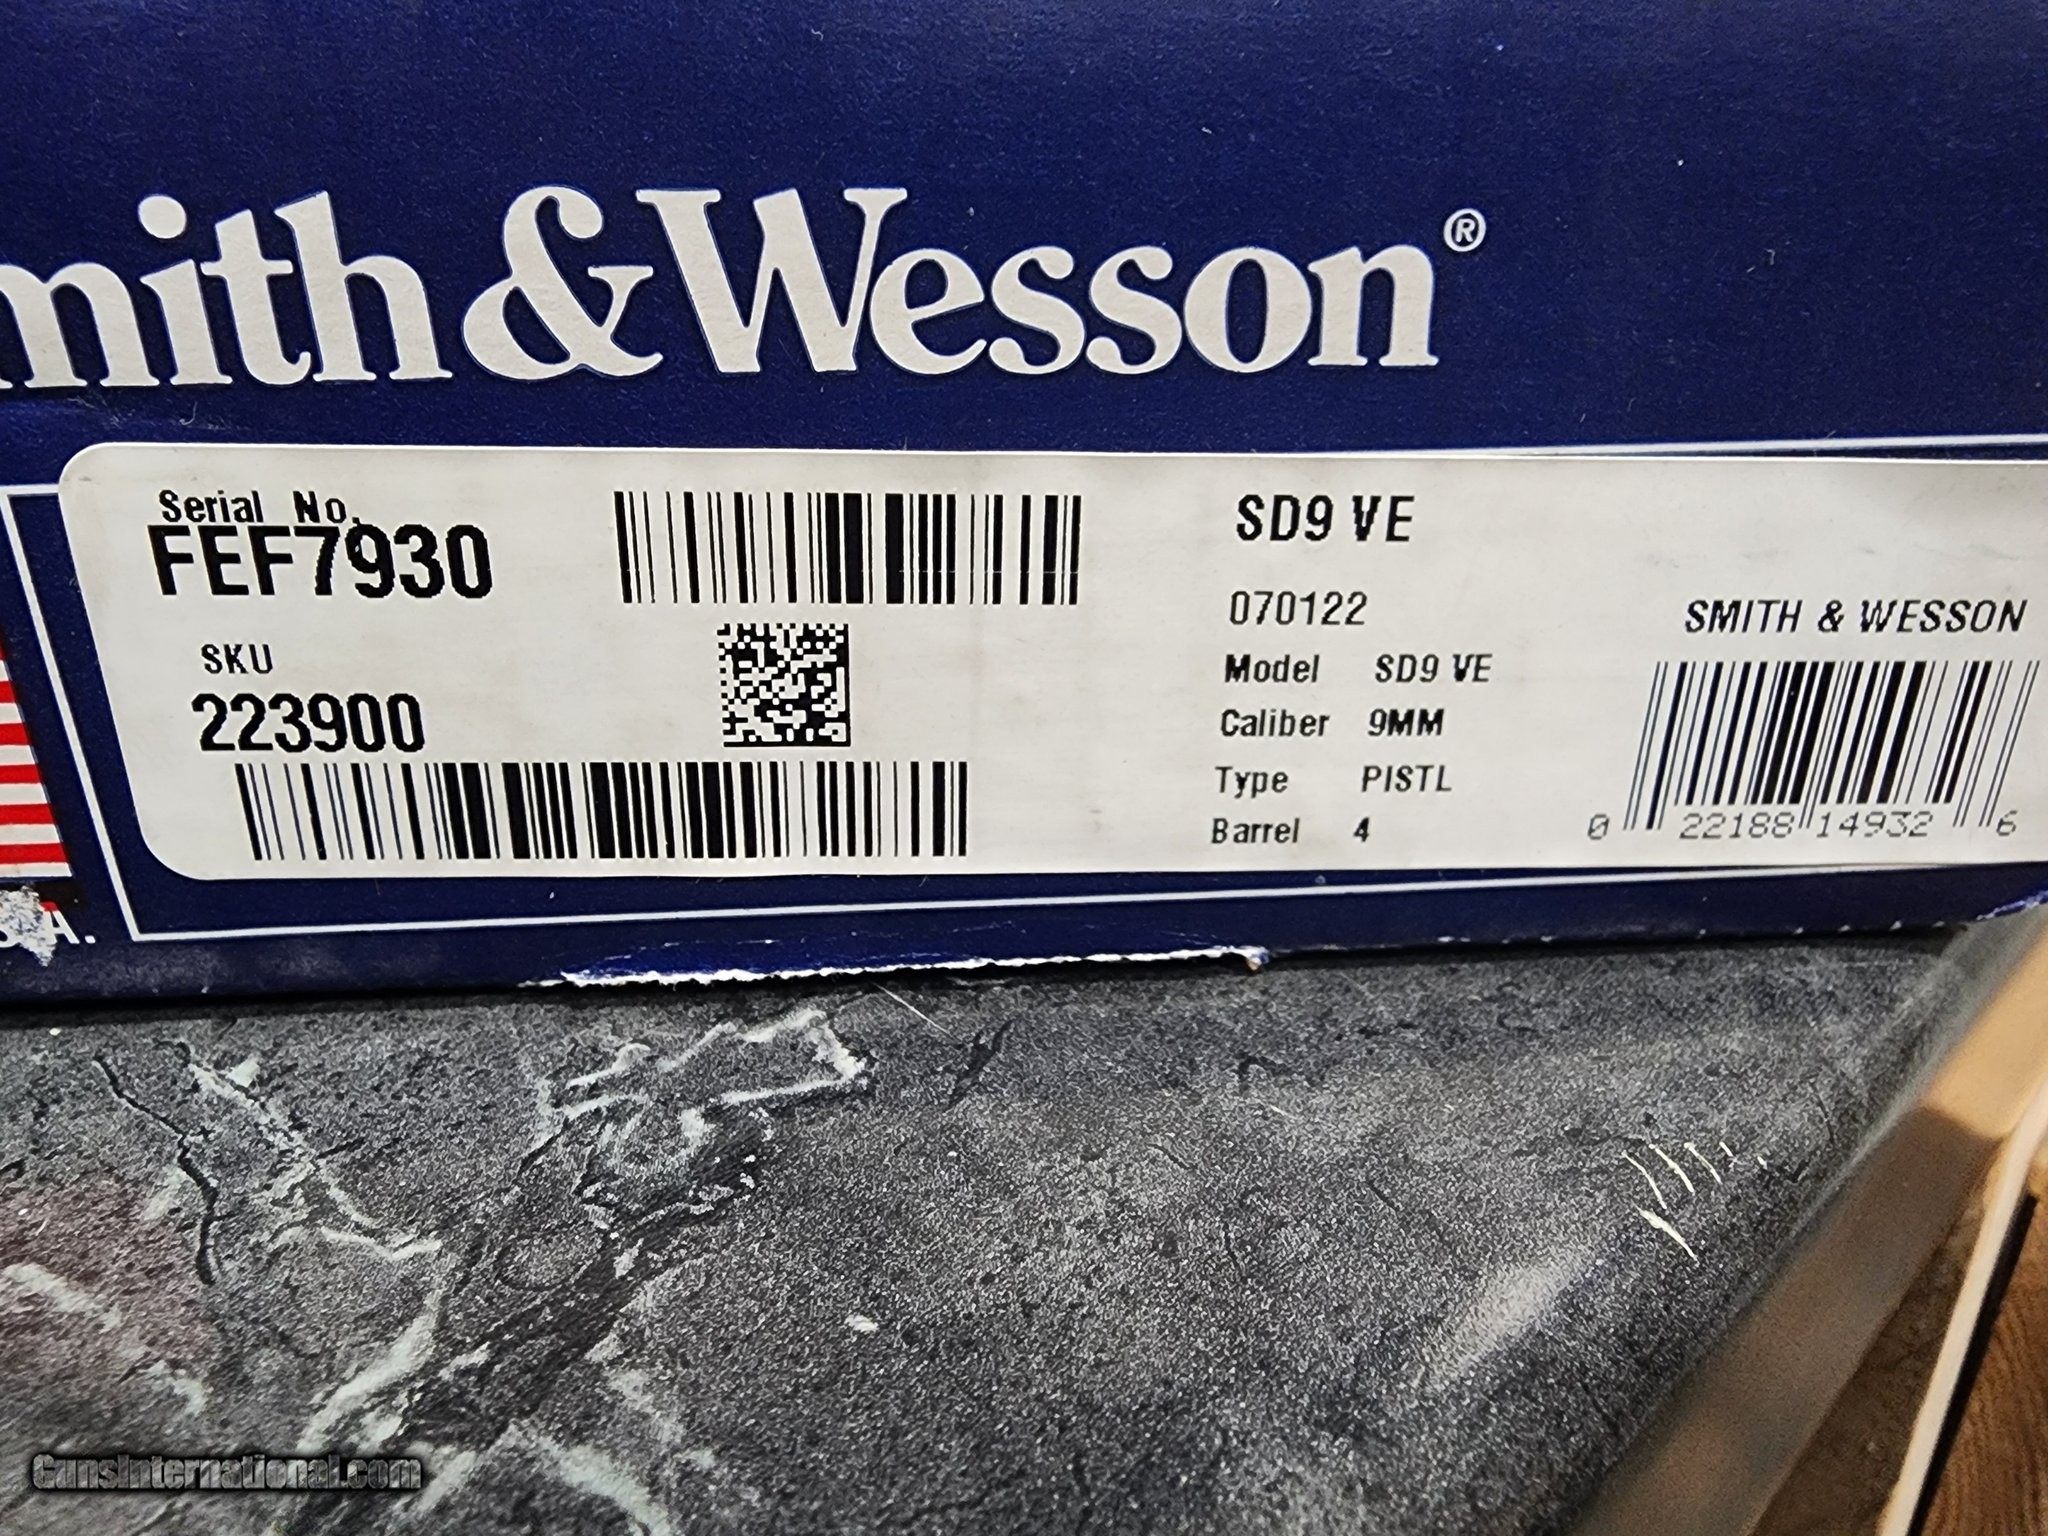 mith & Wesson®
Serial No.
FEF7930
SKU
223900
SD9 VE
070122
Model SD9 VE
Caliber 9MM
Type PISTL
Barrel 4
SMITH & WESSON
0 22188 14932 6
GunsInternational.com